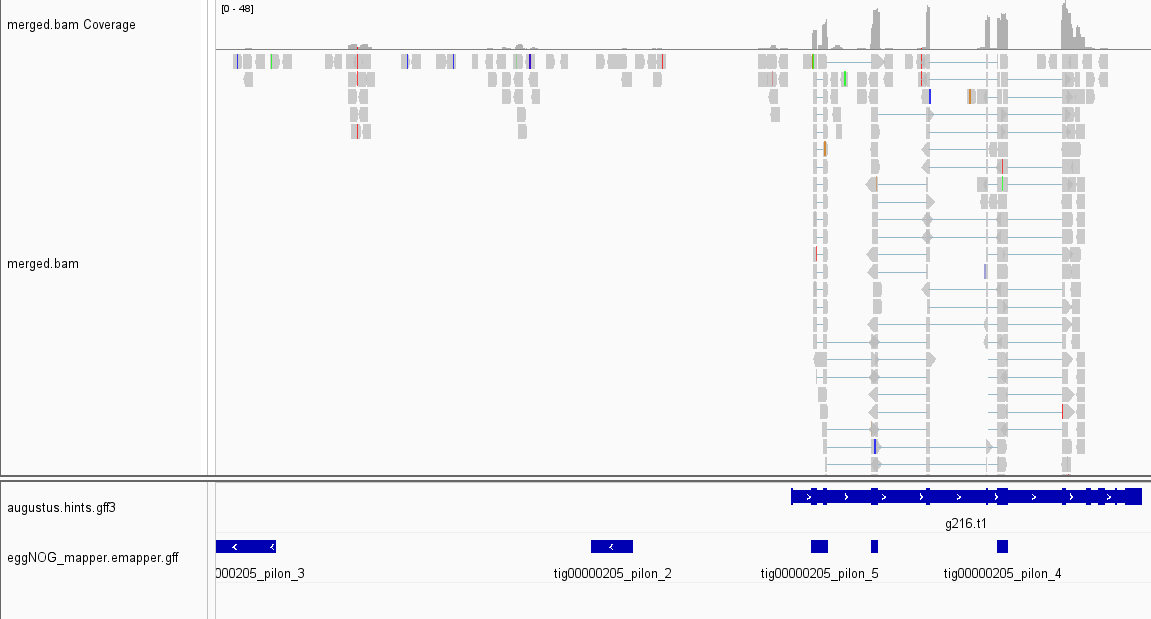 [0 - 48]
merged.bam Coverage
merged.bam
augustus.hints.gff3
g216.t1
eggNOG_mapper.emapper.gff
000205_pilon_3
tig00000205_pilon_2
tig00000205_pilon_5
tig00000205_pilon_4